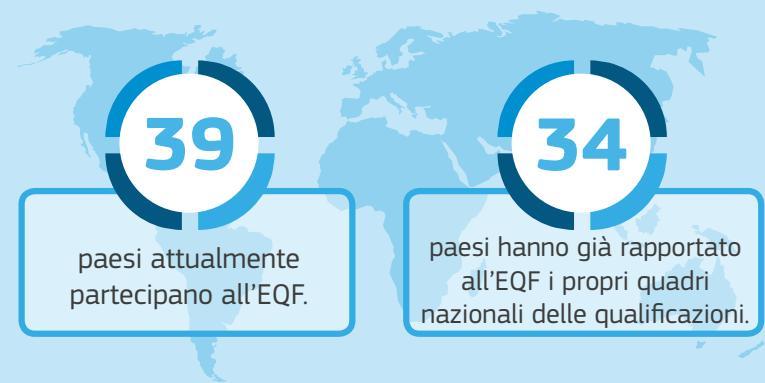 39
paesi attualmente
partecipano all'EQF.
34
paesi hanno già rapportato
all'EQF i propri quadri
nazionali delle qualificazioni.